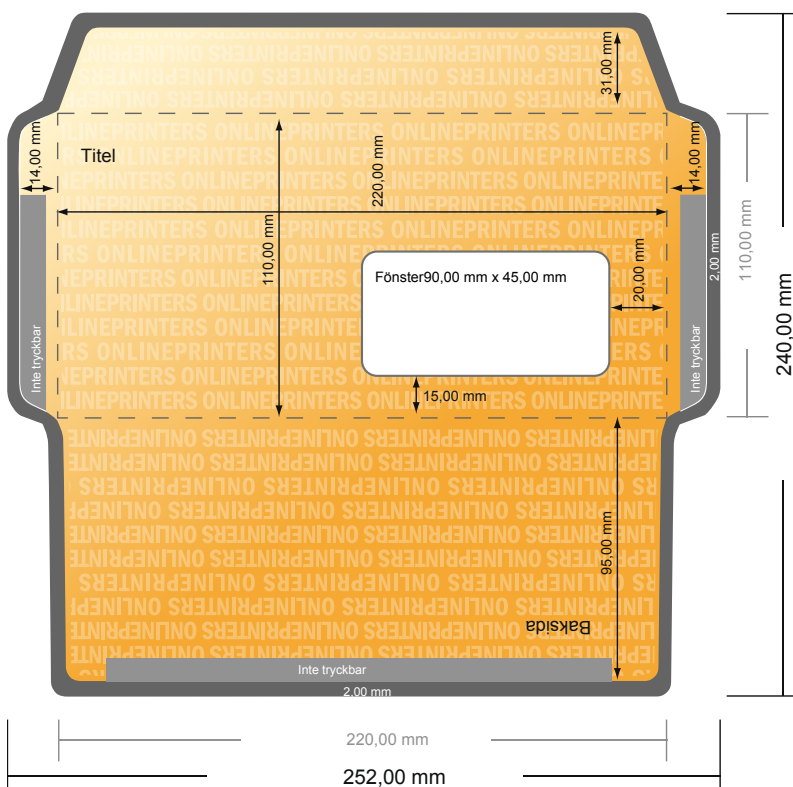 31,00 mm
14,00 mm
14,00 mm
Titel
220,00 mm
110,00 mm
Fönster90,00 mm x 45,00 mm
20,00 mm
2,00 mm
110,00 mm
240,00 mm
Inte tryckbar
Inte tryckbar
15,00 mm
95,00 mm
Baksida
Inte tryckbar
2,00 mm
220,00 mm
252,00 mm
ONLINEPRINTERS ONLINEPRINTERS